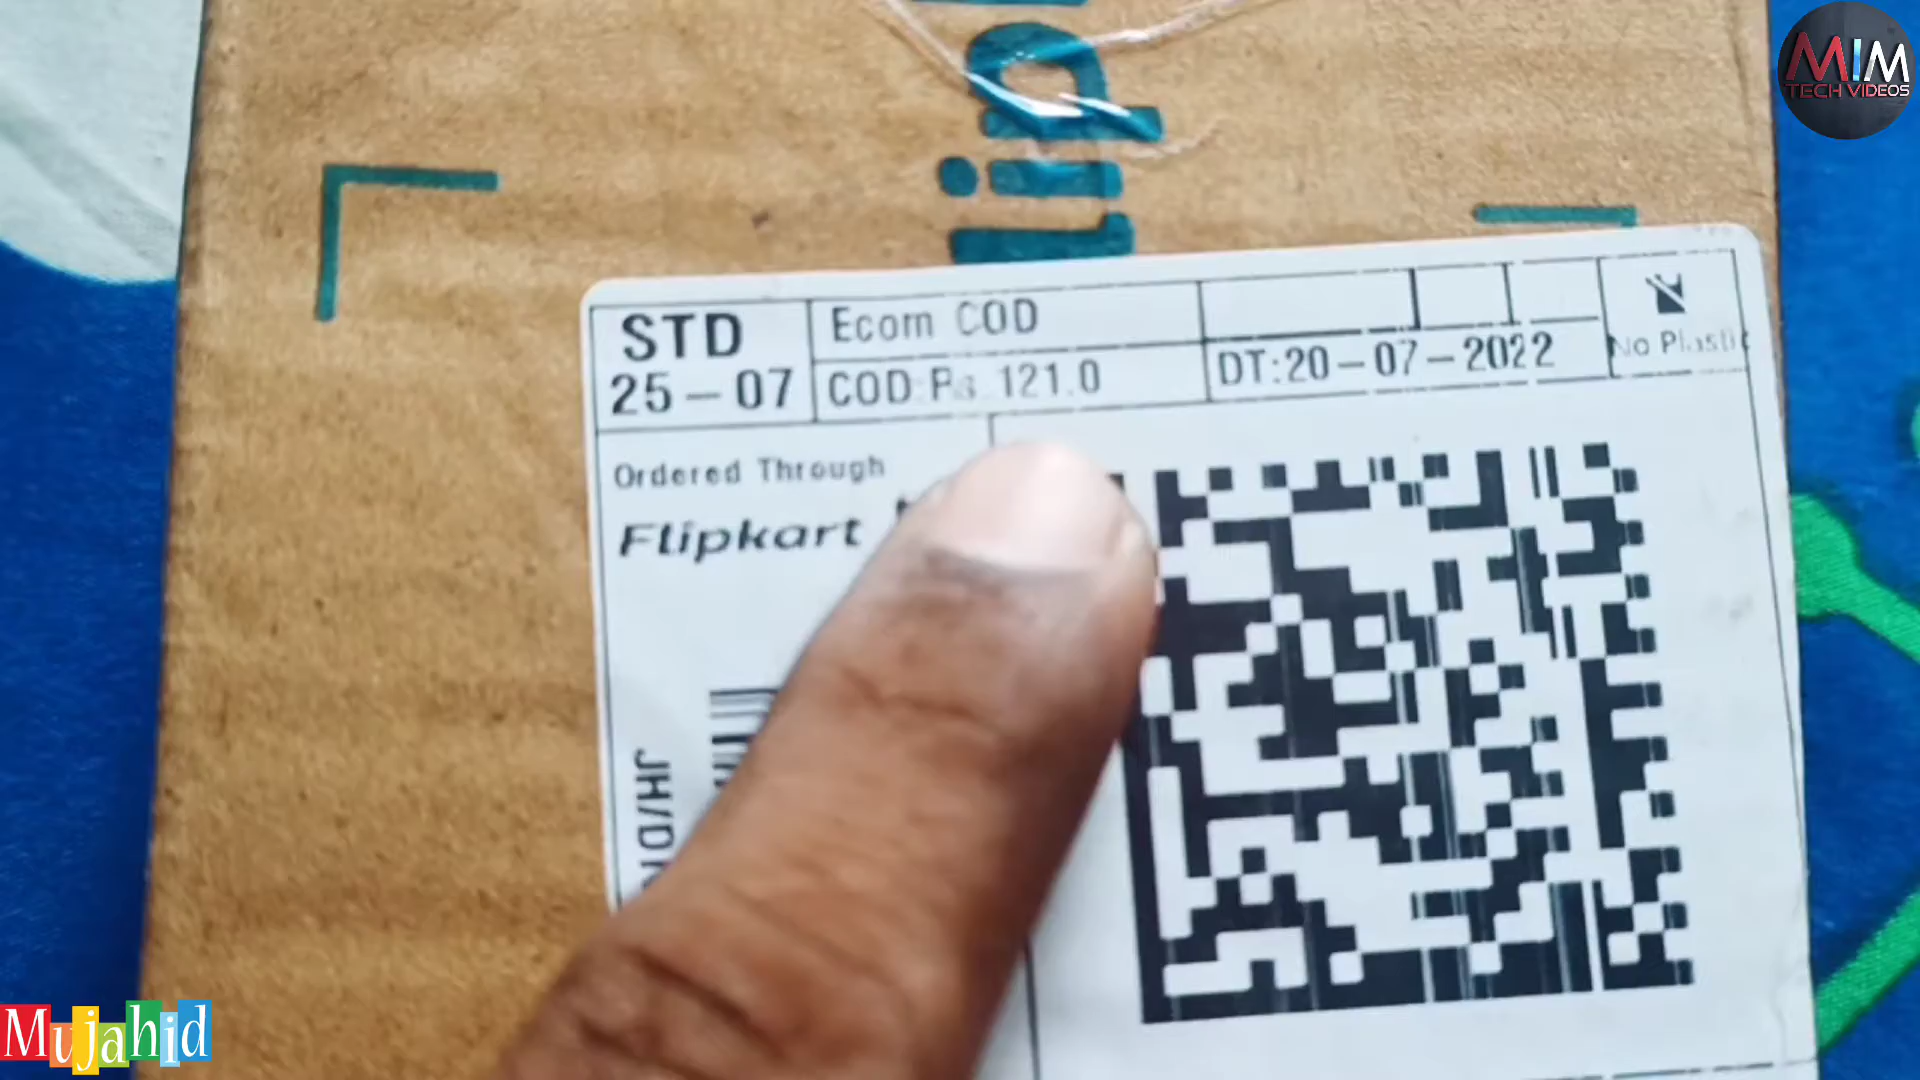 MIM
TECH VIDEOS
STD
25-07
Ecom COD
COD:Rs.121.0
DT:20-07-2022
No Plastic
Ordered Through
Flipkart
JH/D
Mujahid